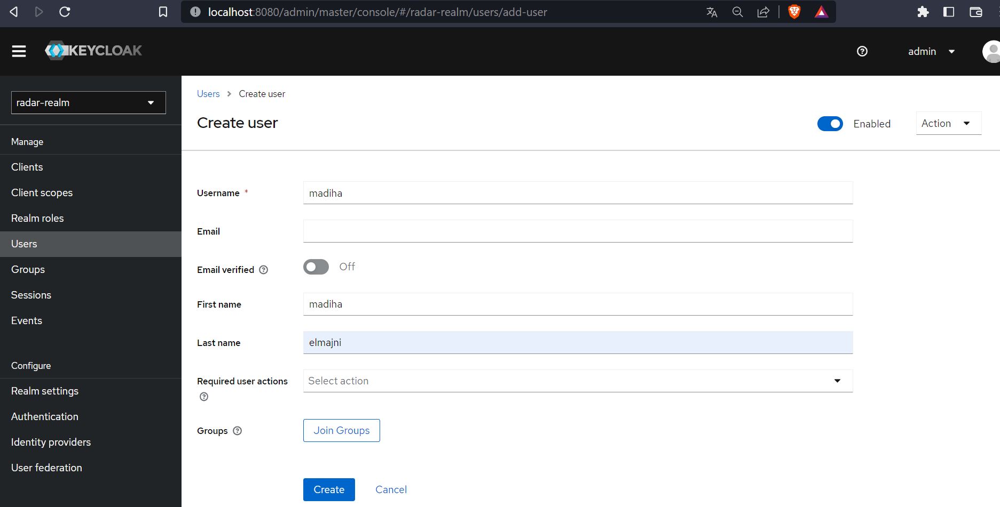 localhost:8080/admin/master/console/#/radar-realm/users/add-user
KEYCLOAK
admin
radar-realm
Manage
Clients
Client scopes
Realm roles
Users
Groups
Sessions
Events
Configure
Realm settings
Authentication
Identity providers
User federation
Users > Create user
Create user
Enabled
Action
Username *
madiha
Email
Email verified
Off
First name
madiha
Last name
elmajni
Required user actions
Select action
Groups
Join Groups
Create
Cancel